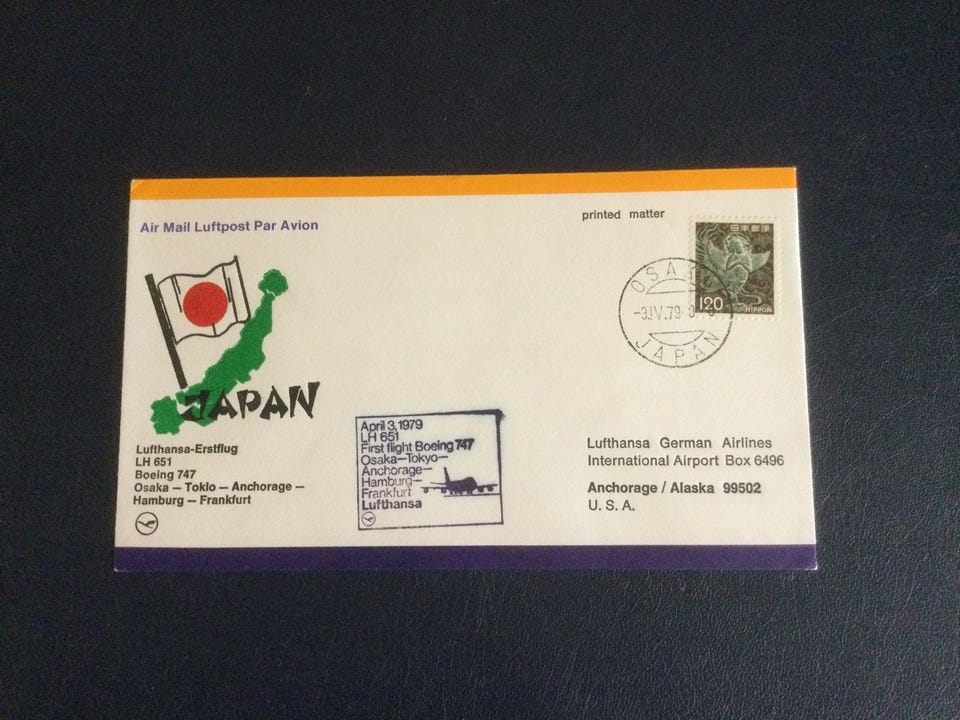 Air Mail Luftpost Par Avion
printed matter
日本郵便
120
NIPPON
OSA
-3.IV.79
JAPAN
JAPAN
Lufthansa-Erstflug
LH 651
Boeing 747
Osaka – Tokio – Anchorage –
Hamburg – Frankfurt
April 3,1979
LH 651
First flight Boeing 747
Osaka–Tokyo–
Anchorage–
Hamburg–
Frankfurt
Lufthansa
Lufthansa German Airlines
International Airport Box 6496
Anchorage / Alaska 99502
U. S. A.